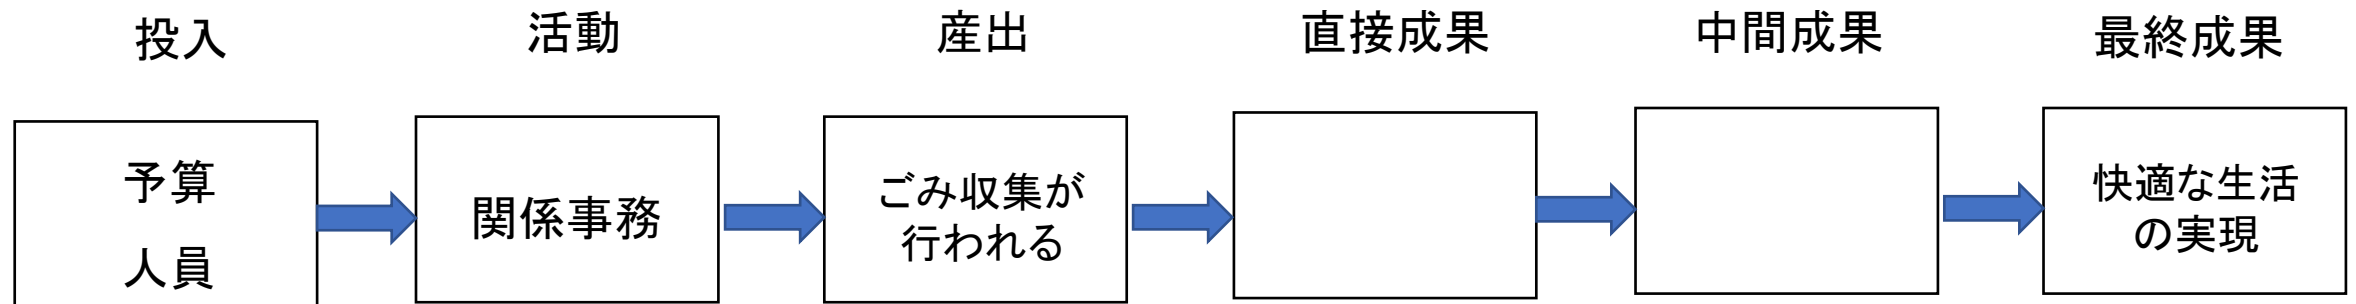 投入
活動
産出
直接成果
中間成果
最終成果
予算
人員
関係事務
ごみ収集が
行われる
快適な生活
の実現